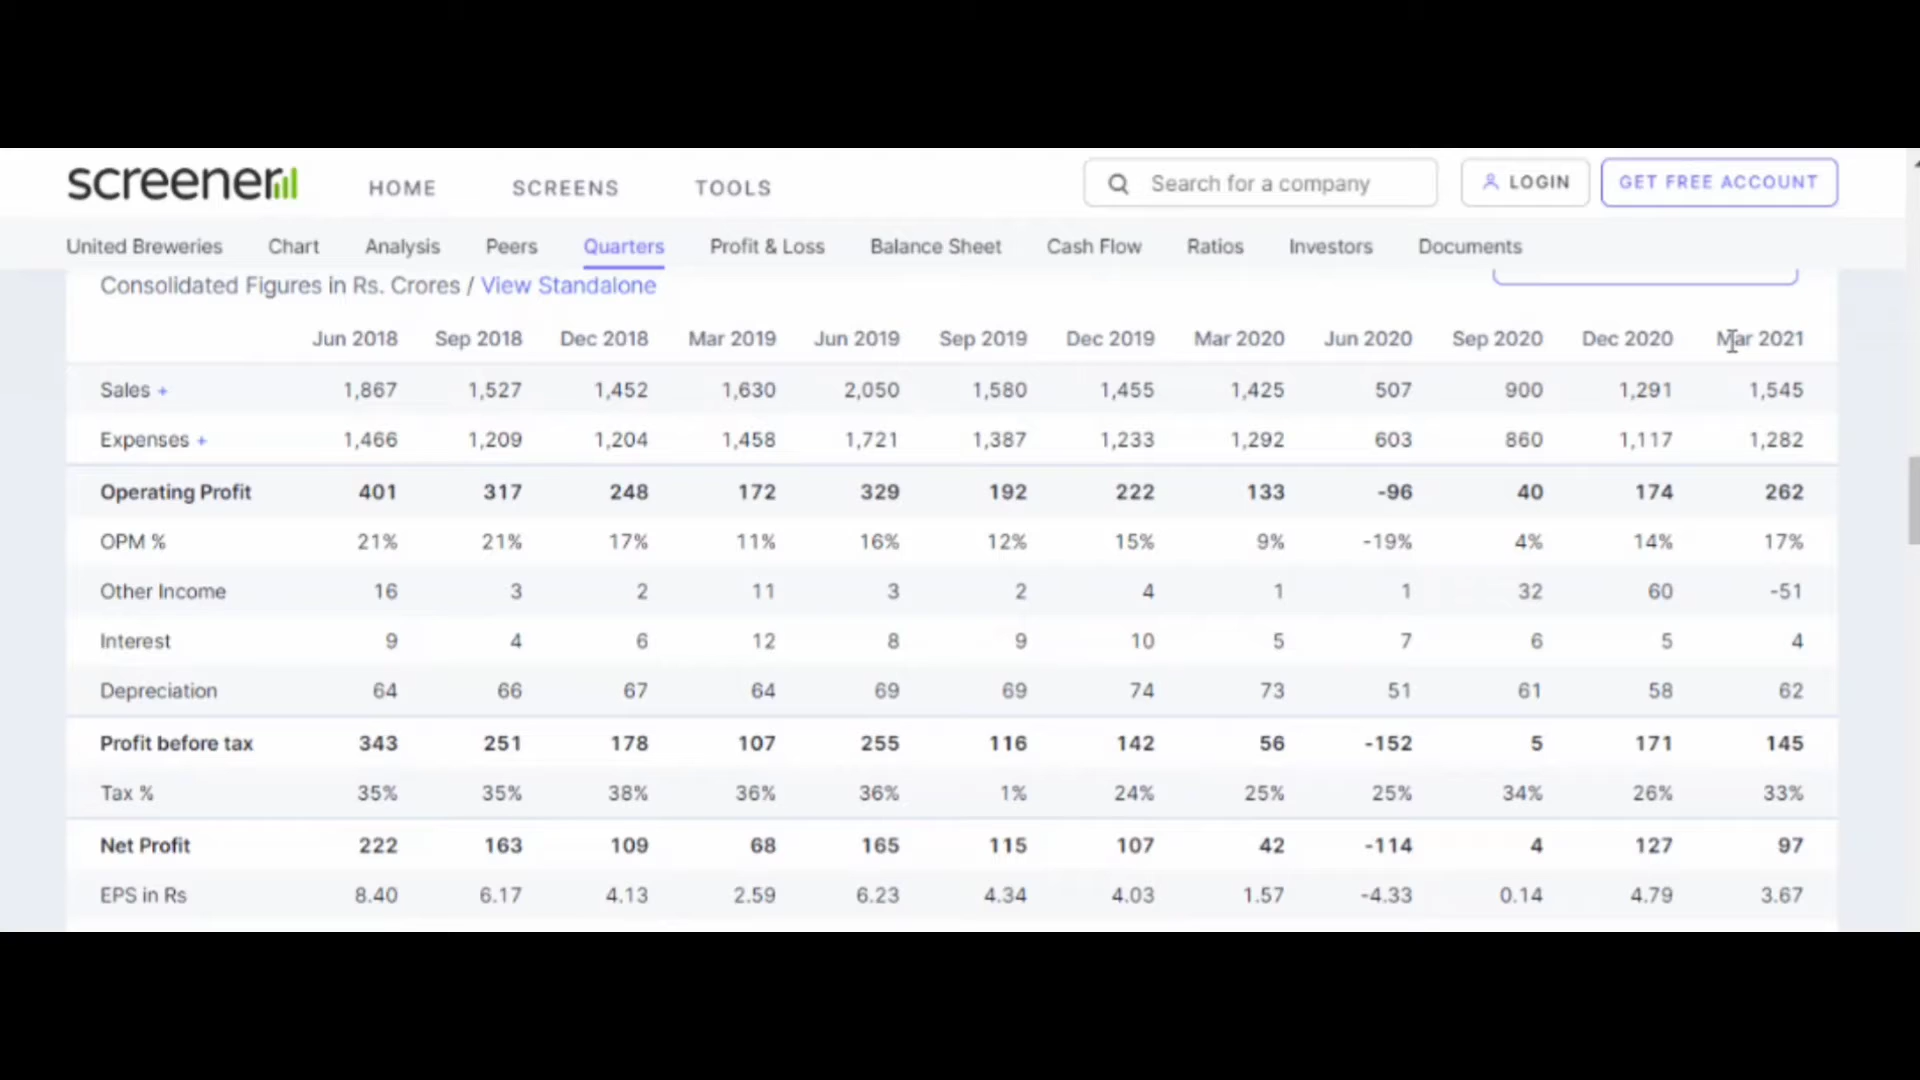 screener HOME SCREENS TOOLS Search for a company LOGIN GET FREE ACCOUNT
United Breweries Chart Analysis Peers Quarters Profit & Loss Balance Sheet Cash Flow Ratios Investors Documents
Consolidated Figures in Rs. Crores / View Standalone
Jun 2018 Sep 2018 Dec 2018 Mar 2019 Jun 2019 Sep 2019 Dec 2019 Mar 2020 Jun 2020 Sep 2020 Dec 2020 Mar 2021
Sales + 1,867 1,527 1,452 1,630 2,050 1,580 1,455 1,425 507 900 1,291 1,545
Expenses + 1,466 1,209 1,204 1,458 1,721 1,387 1,233 1,292 603 860 1,117 1,282
Operating Profit 401 317 248 172 329 192 222 133 -96 40 174 262
OPM % 21% 21% 17% 11% 16% 12% 15% 9% -19% 4% 14% 17%
Other Income 16 3 2 11 3 2 4 1 1 32 60 -51
Interest 9 4 6 12 8 9 10 5 7 6 5 4
Depreciation 64 66 67 64 69 69 74 73 51 61 58 62
Profit before tax 343 251 178 107 255 116 142 56 -152 5 171 145
Tax % 35% 35% 38% 36% 36% 1% 24% 25% 25% 34% 26% 33%
Net Profit 222 163 109 68 165 115 107 42 -114 4 127 97
EPS in Rs 8.40 6.17 4.13 2.59 6.23 4.34 4.03 1.57 -4.33 0.14 4.79 3.67